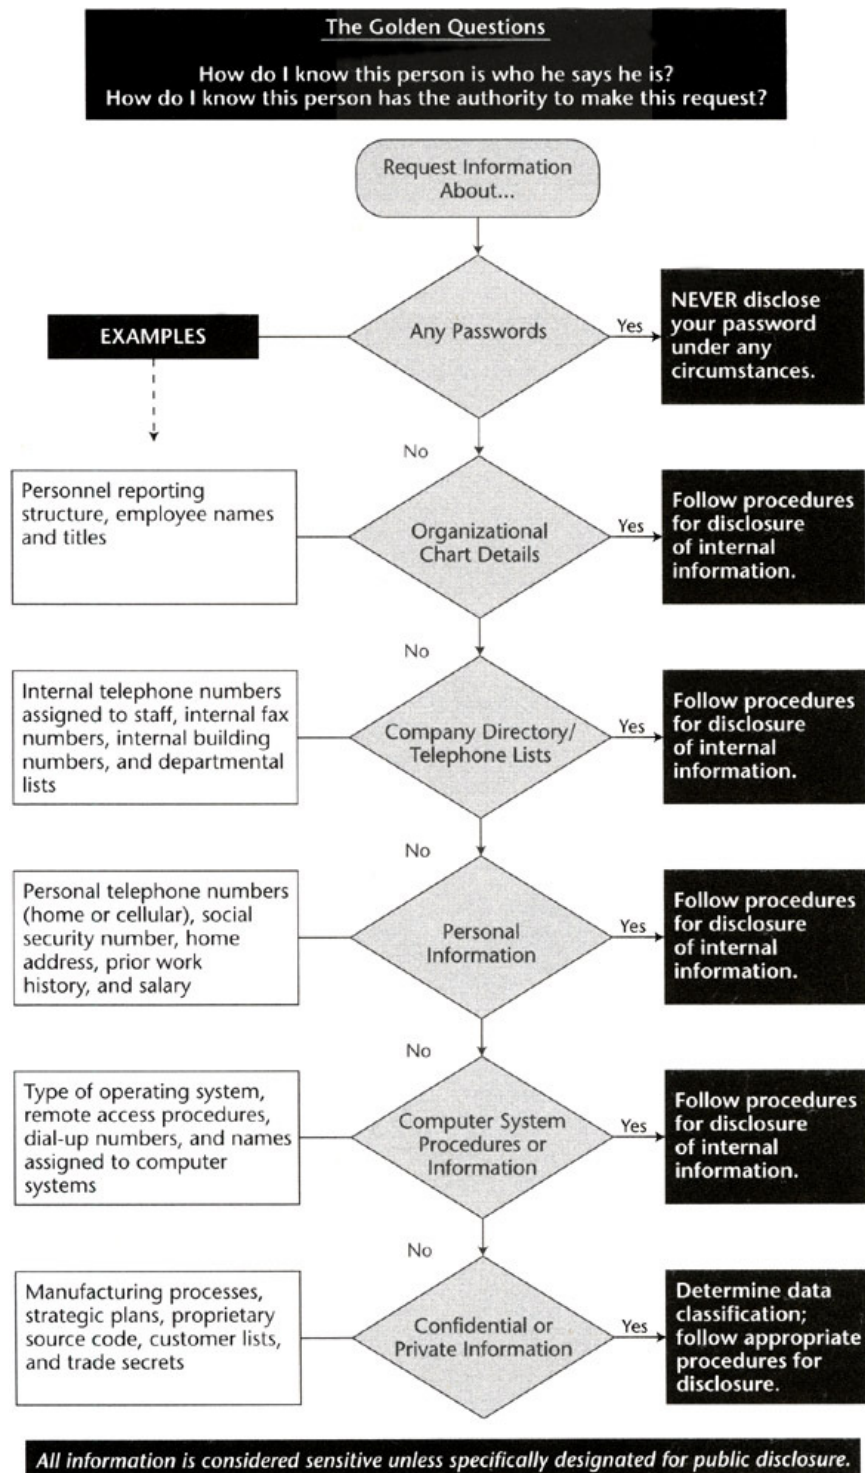 The Golden Questions
How do I know this person is who he says he is?
How do I know this person has the authority to make this request?
Request Information
About...
Any Passwords
Yes
NEVER disclose
your password
under any
circumstances.
EXAMPLES
No
Personnel reporting
structure, employee names
and titles
Organizational
Chart Details
Yes
Follow procedures
for disclosure
of internal
information.
No
Internal telephone numbers
assigned to staff, internal fax
numbers, internal building
numbers, and departmental
lists
Company Directory/
Telephone Lists
Yes
Follow procedures
for disclosure
of internal
information.
No
Personal telephone numbers
(home or cellular), social
security number, home
address, prior work
history, and salary
Personal
Information
Yes
Follow procedures
for disclosure
of internal
information.
No
Type of operating system,
remote access procedures,
dial-up numbers, and names
assigned to computer
systems
Computer System
Procedures or
Information
Yes
Follow procedures
for disclosure
of internal
information.
No
Manufacturing processes,
strategic plans, proprietary
source code, customer lists,
and trade secrets
Confidential or
Private Information
Yes
Determine data
classification;
follow appropriate
procedures for
disclosure.
All information is considered sensitive unless specifically designated for public disclosure.